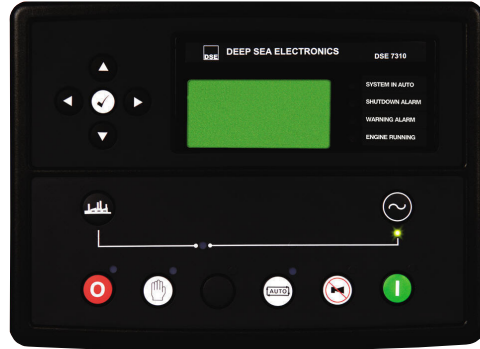 DSE
DEEP SEA ELECTRONICS
DSE 7310
SYSTEM IN AUTO
SHUTDOWN ALARM
WARNING ALARM
ENGINE RUNNING
O
AUTO
I